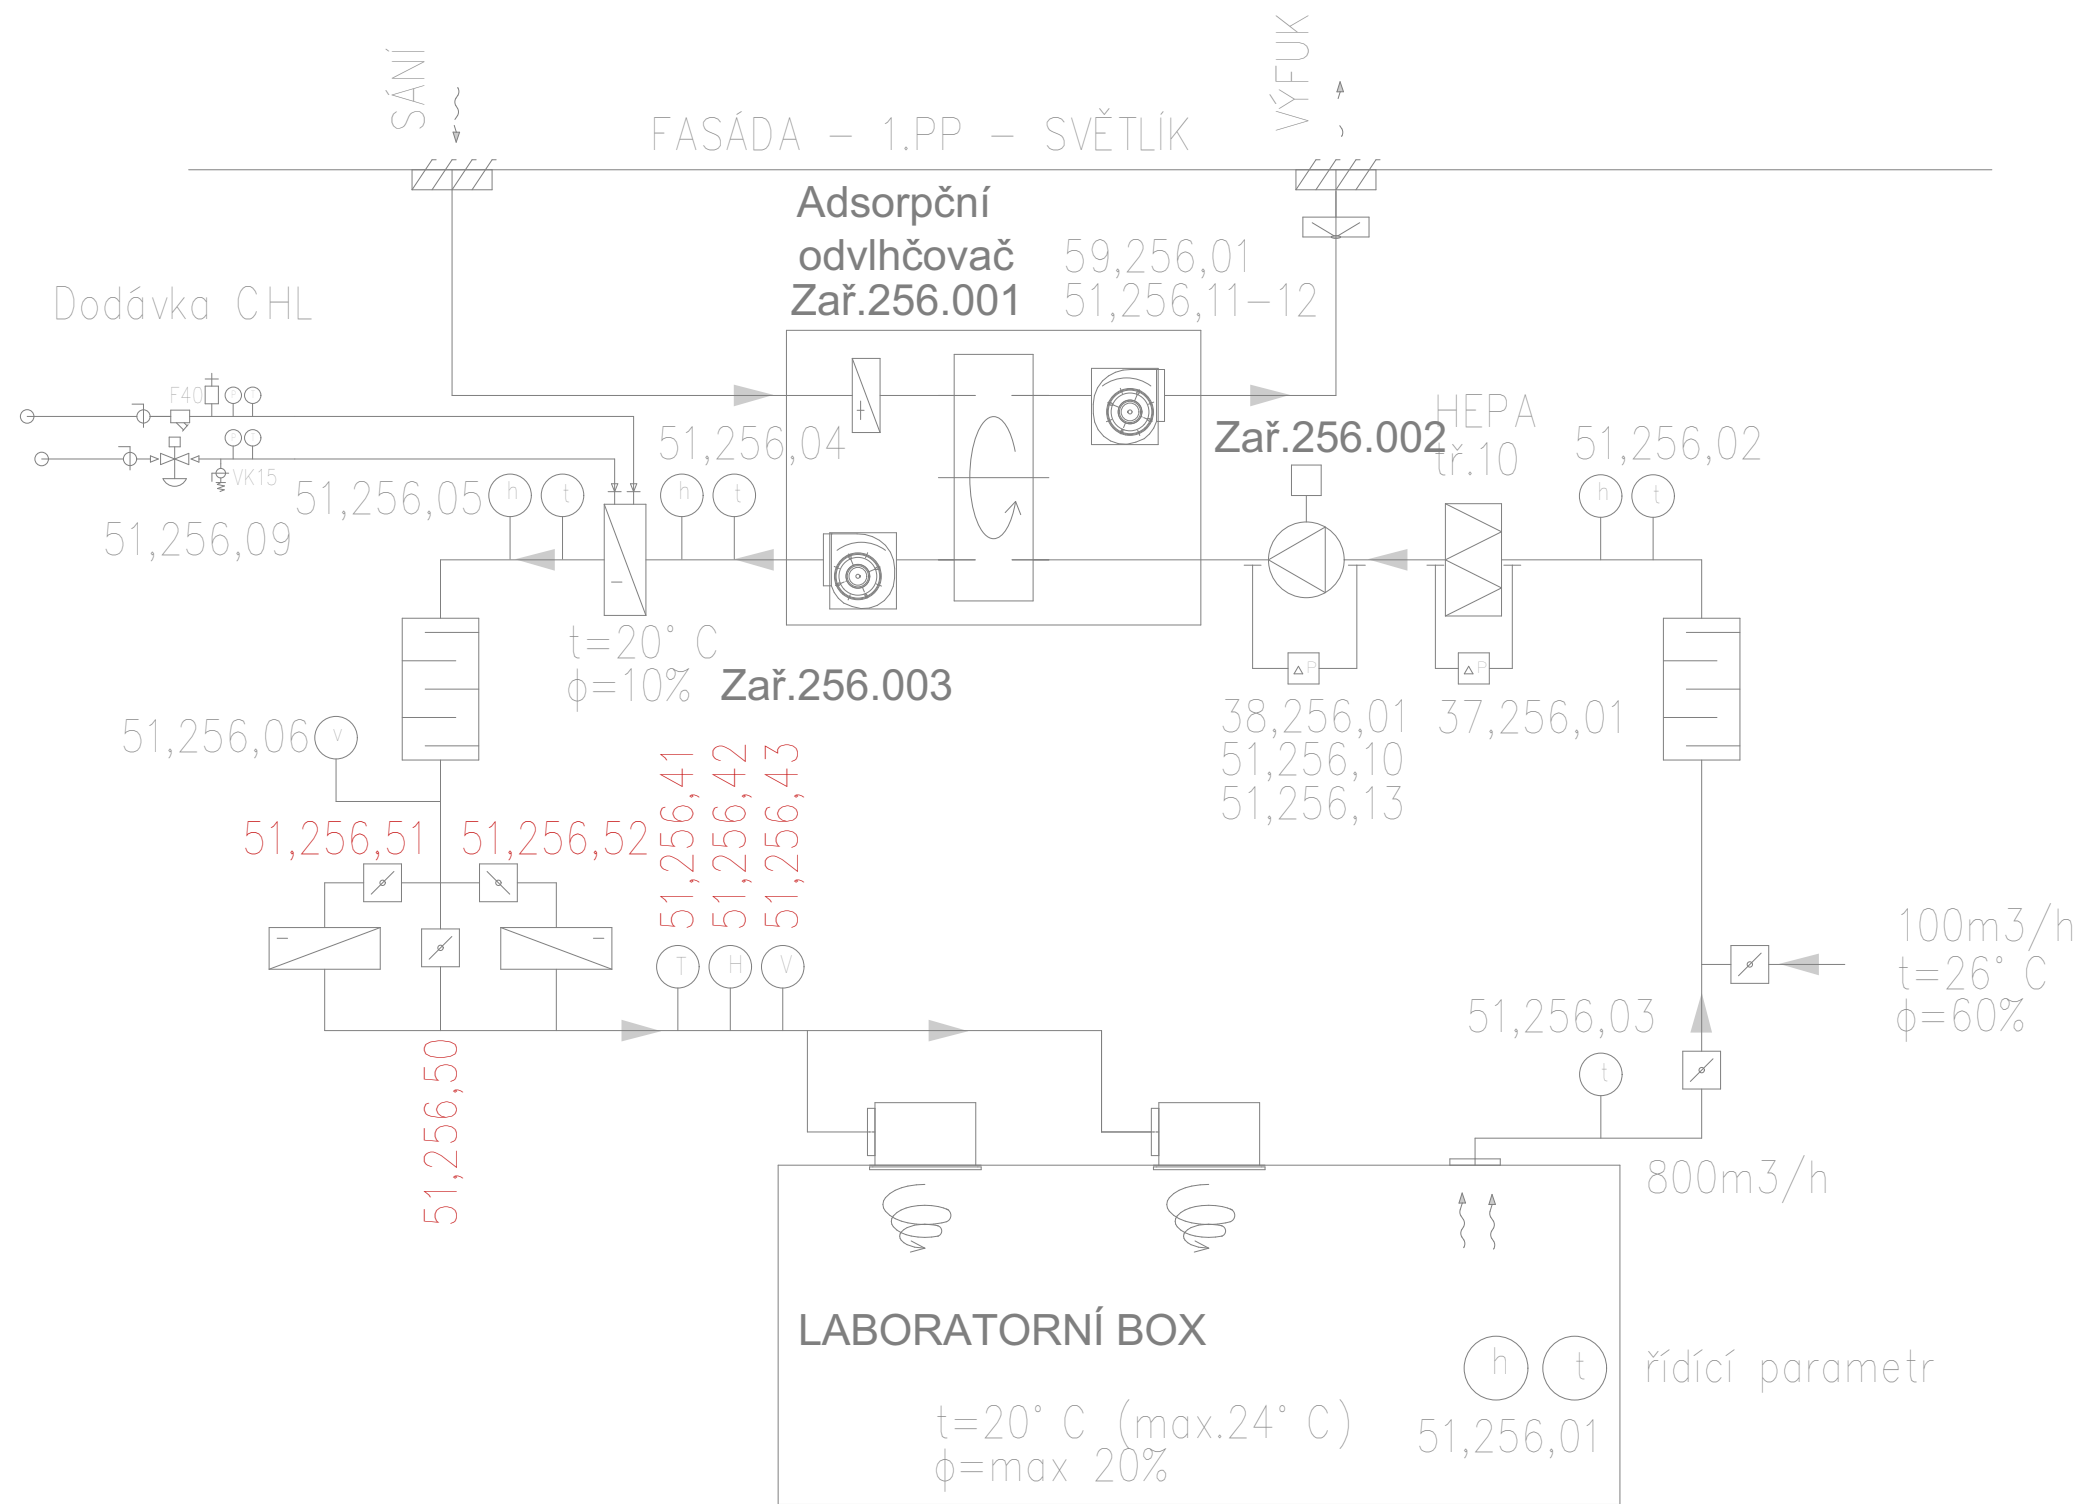 SÁNÍ
VÝFUK
FASÁDA - 1.PP - SVĚTLÍK
Adsorpční
odvlhčovač
Zař.256.001
59,256,01
51,256,11-12
Dodávka CHL
F40
VK15
51,256,09
51,256,05
h
t
51,256,04
h
t
Zař.256.002
HEPA
tř.10
51,256,02
h
t
t=20°C
ϕ=10%
Zař.256.003
ΔP
ΔP
38,256,01
51,256,10
51,256,13
37,256,01
51,256,06
V
51,256,41
51,256,42
51,256,43
51,256,51
51,256,52
T
H
V
51,256,50
100m3/h
t=26°C
ϕ=60%
51,256,03
t
800m3/h
LABORATORNÍ BOX
h
t
řídící parametr
51,256,01
t=20°C (max.24°C)
ϕ=max 20%